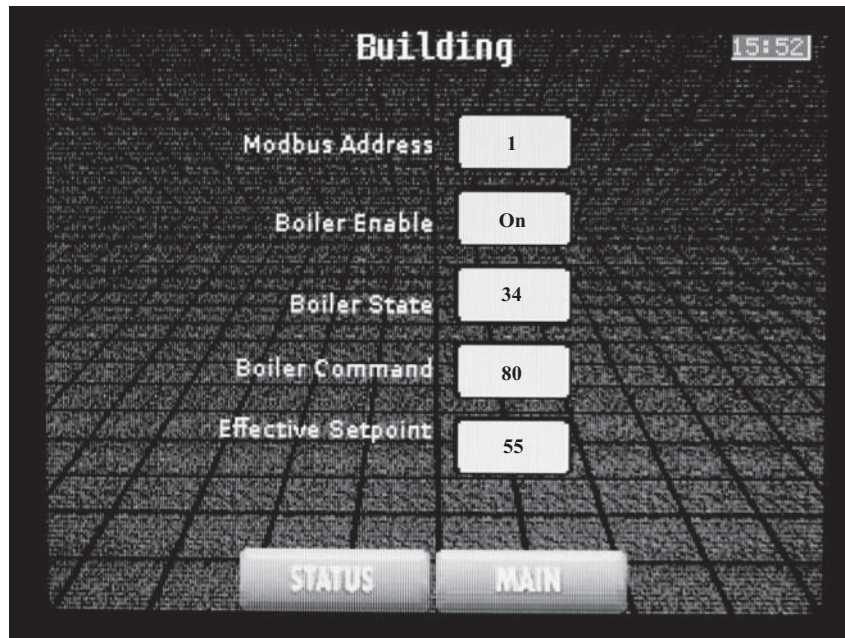 Building
15:52
Modbus Address 1
Boiler Enable On
Boiler State 34
Boiler Command 80
Effective Setpoint 55
STATUS MAIN